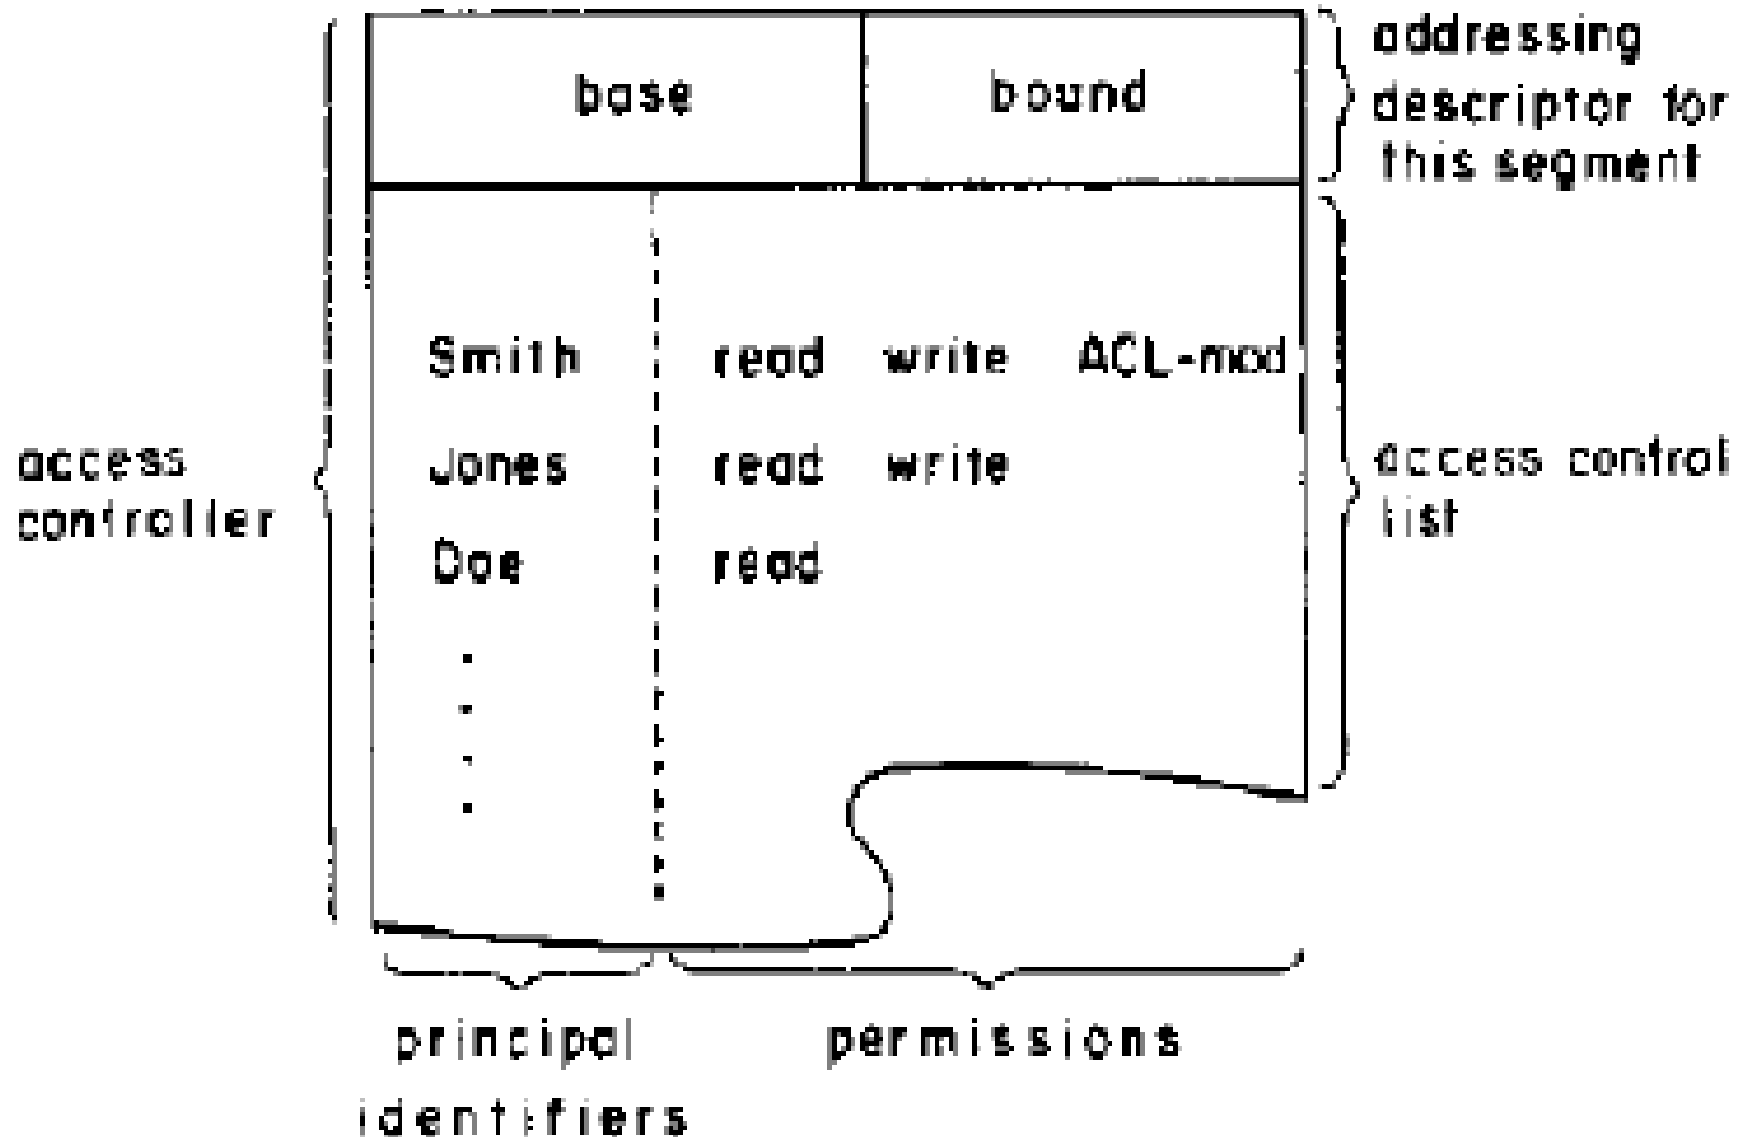 base bound
addressing
descriptor for
this segment
Smith read write ACL-mod
Jones read write
Doe read
access
controller
access control
list
principal
identifiers
permissions